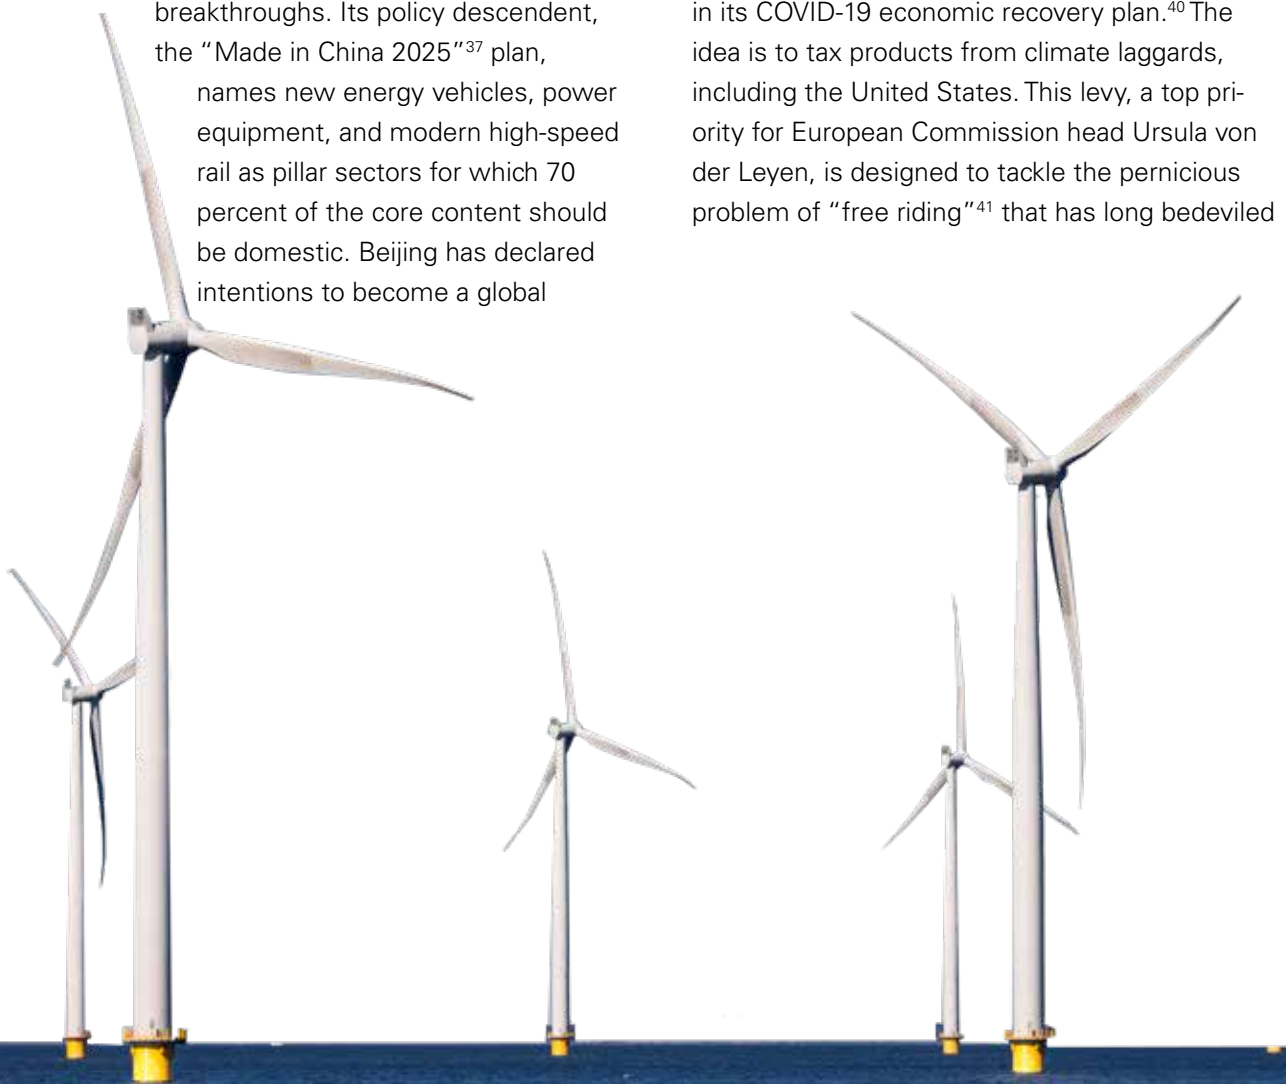 breakthroughs. Its policy descendent,
the “Made in China 2025”37 plan,
names new energy vehicles, power
equipment, and modern high-speed
rail as pillar sectors for which 70
percent of the core content should
be domestic. Beijing has declared
intentions to become a global
in its COVID-19 economic recovery plan.40 The
idea is to tax products from climate laggards,
including the United States. This levy, a top pri-
ority for European Commission head Ursula von
der Leyen, is designed to tackle the pernicious
problem of “free riding”41 that has long bedeviled